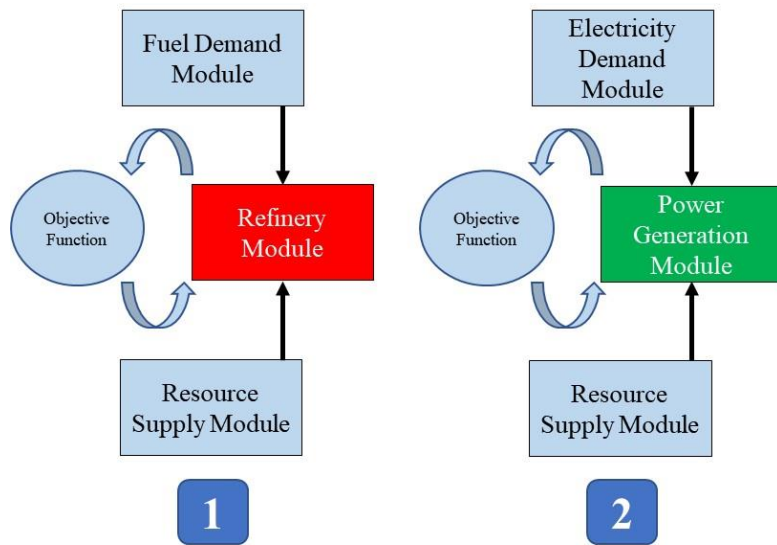 Fuel Demand
Module
Objective
Function
Refinery
Module
Resource
Supply Module
1
Electricity
Demand
Module
Objective
Function
Power
Generation
Module
Resource
Supply Module
2